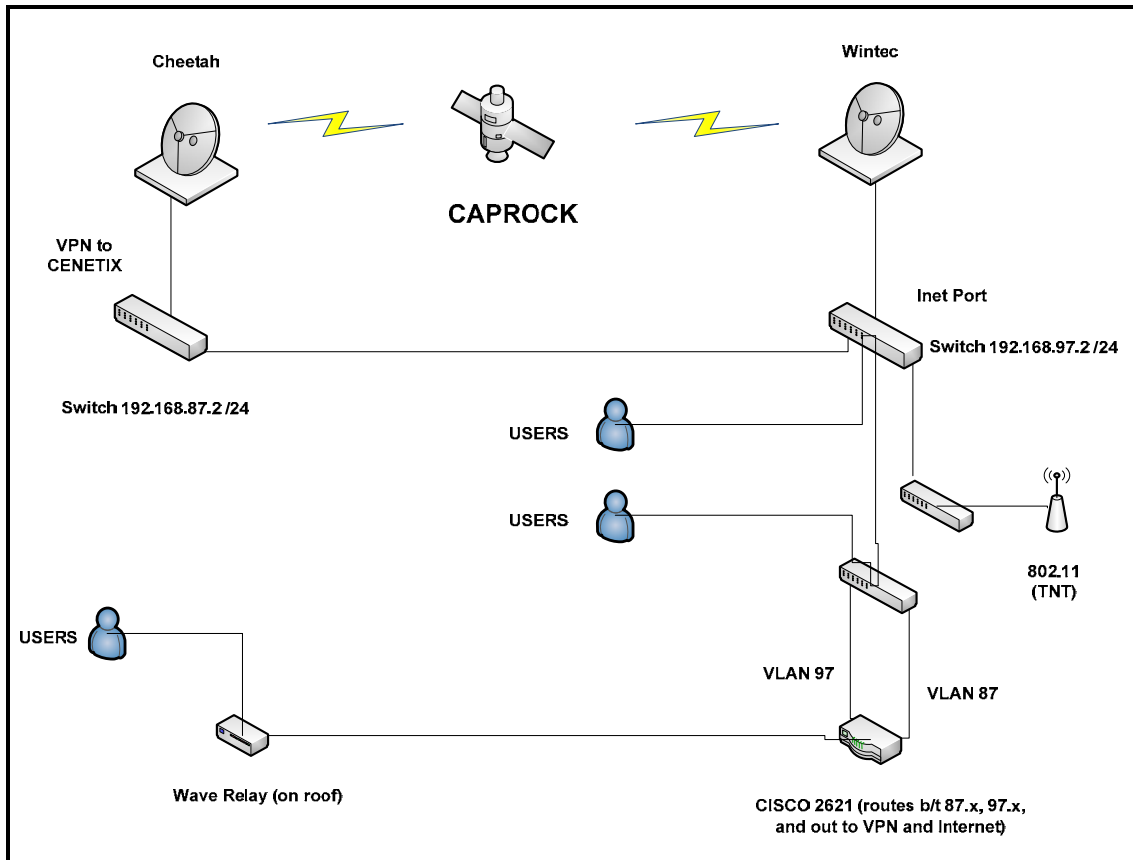 Cheetah
Wintec
CAPROCK
VPN to
CENETIX
Inet Port
Switch 192.168.97.2 /24
Switch 192.168.87.2 /24
USERS
USERS
802.11
(TNT)
USERS
VLAN 97
VLAN 87
Wave Relay (on roof)
CISCO 2621 (routes b/t 87.x, 97.x,
and out to VPN and Internet)